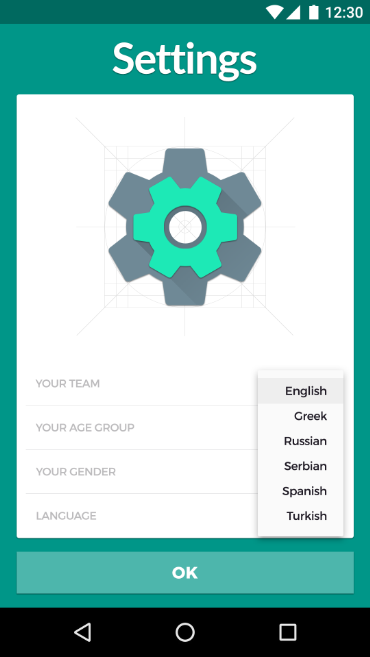 12:30
Settings
YOUR TEAM
YOUR AGE GROUP
YOUR GENDER
LANGUAGE
English
Greek
Russian
Serbian
Spanish
Turkish
OK